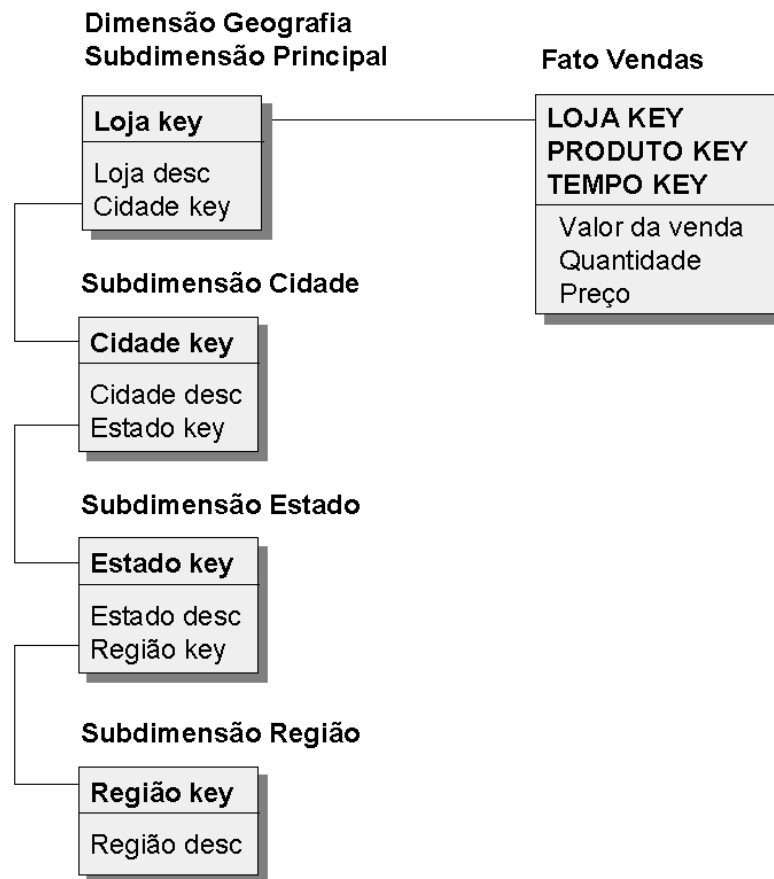 Dimensão Geografia
Subdimensão Principal
Loja key
Loja desc
Cidade key
Fato Vendas
LOJA KEY
PRODUTO KEY
TEMPO KEY
Valor da venda
Quantidade
Preço
Subdimensão Cidade
Cidade key
Cidade desc
Estado key
Subdimensão Estado
Estado key
Estado desc
Região key
Subdimensão Região
Região key
Região desc